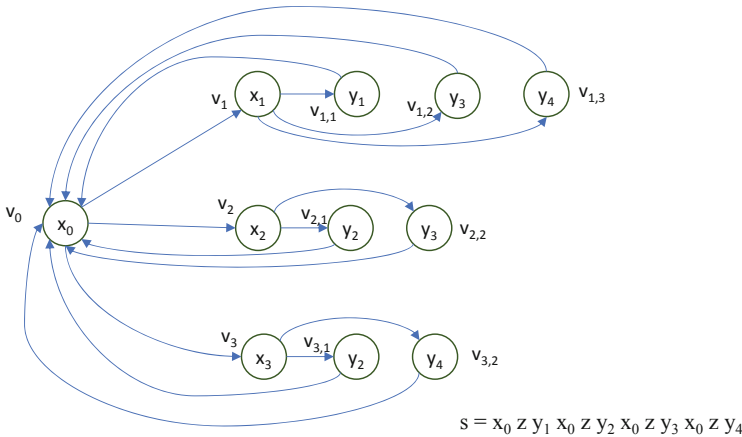 v1 x1 v1,1 y1 v1,2 y3 y4 v1,3
v0 x0
v2 x2 v2,1 y2 y3 v2,2
v3 x3 v3,1 y2 y4 v3,2
s = x0 z y1 x0 z y2 x0 z y3 x0 z y4